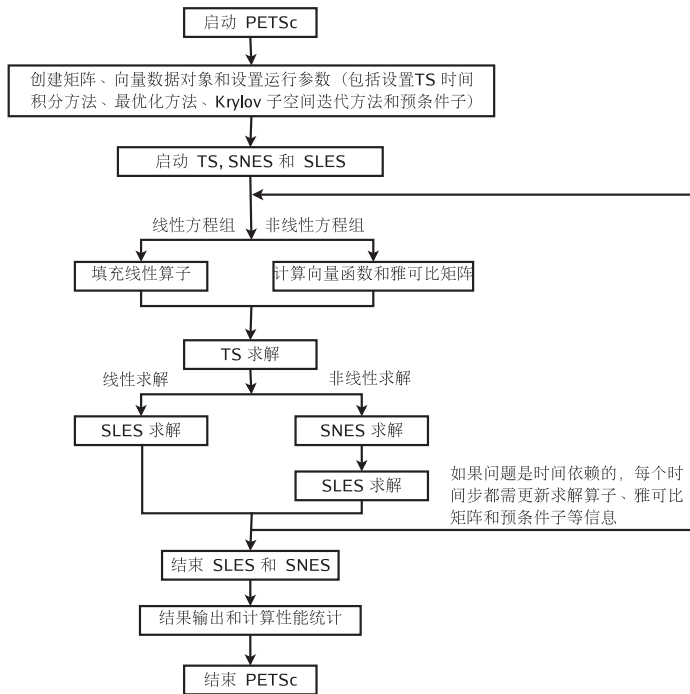 启动 PETSc
创建矩阵、向量数据对象和设置运行参数（包括设置TS 时间
积分方法、最优化方法、Krylov 子空间迭代方法和预条件子）
启动 TS, SNES 和 SLES
线性方程组
非线性方程组
填充线性算子
计算向量函数和雅可比矩阵
TS 求解
线性求解
非线性求解
SLES 求解
SNES 求解
SLES 求解
如果问题是时间依赖的，每个时
间步都需更新求解算子、雅可比
矩阵和预条件子等信息
结束 SLES 和 SNES
结果输出和计算性能统计
结束 PETSc